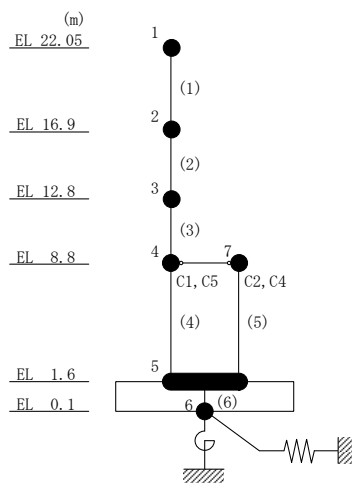 (m)
1
EL 22.05
(1)
2
EL 16.9
(2)
3
EL 12.8
(3)
4
7
EL 8.8
C1, C5
C2, C4
(4)
(5)
5
EL 1.6
(6)
6
EL 0.1